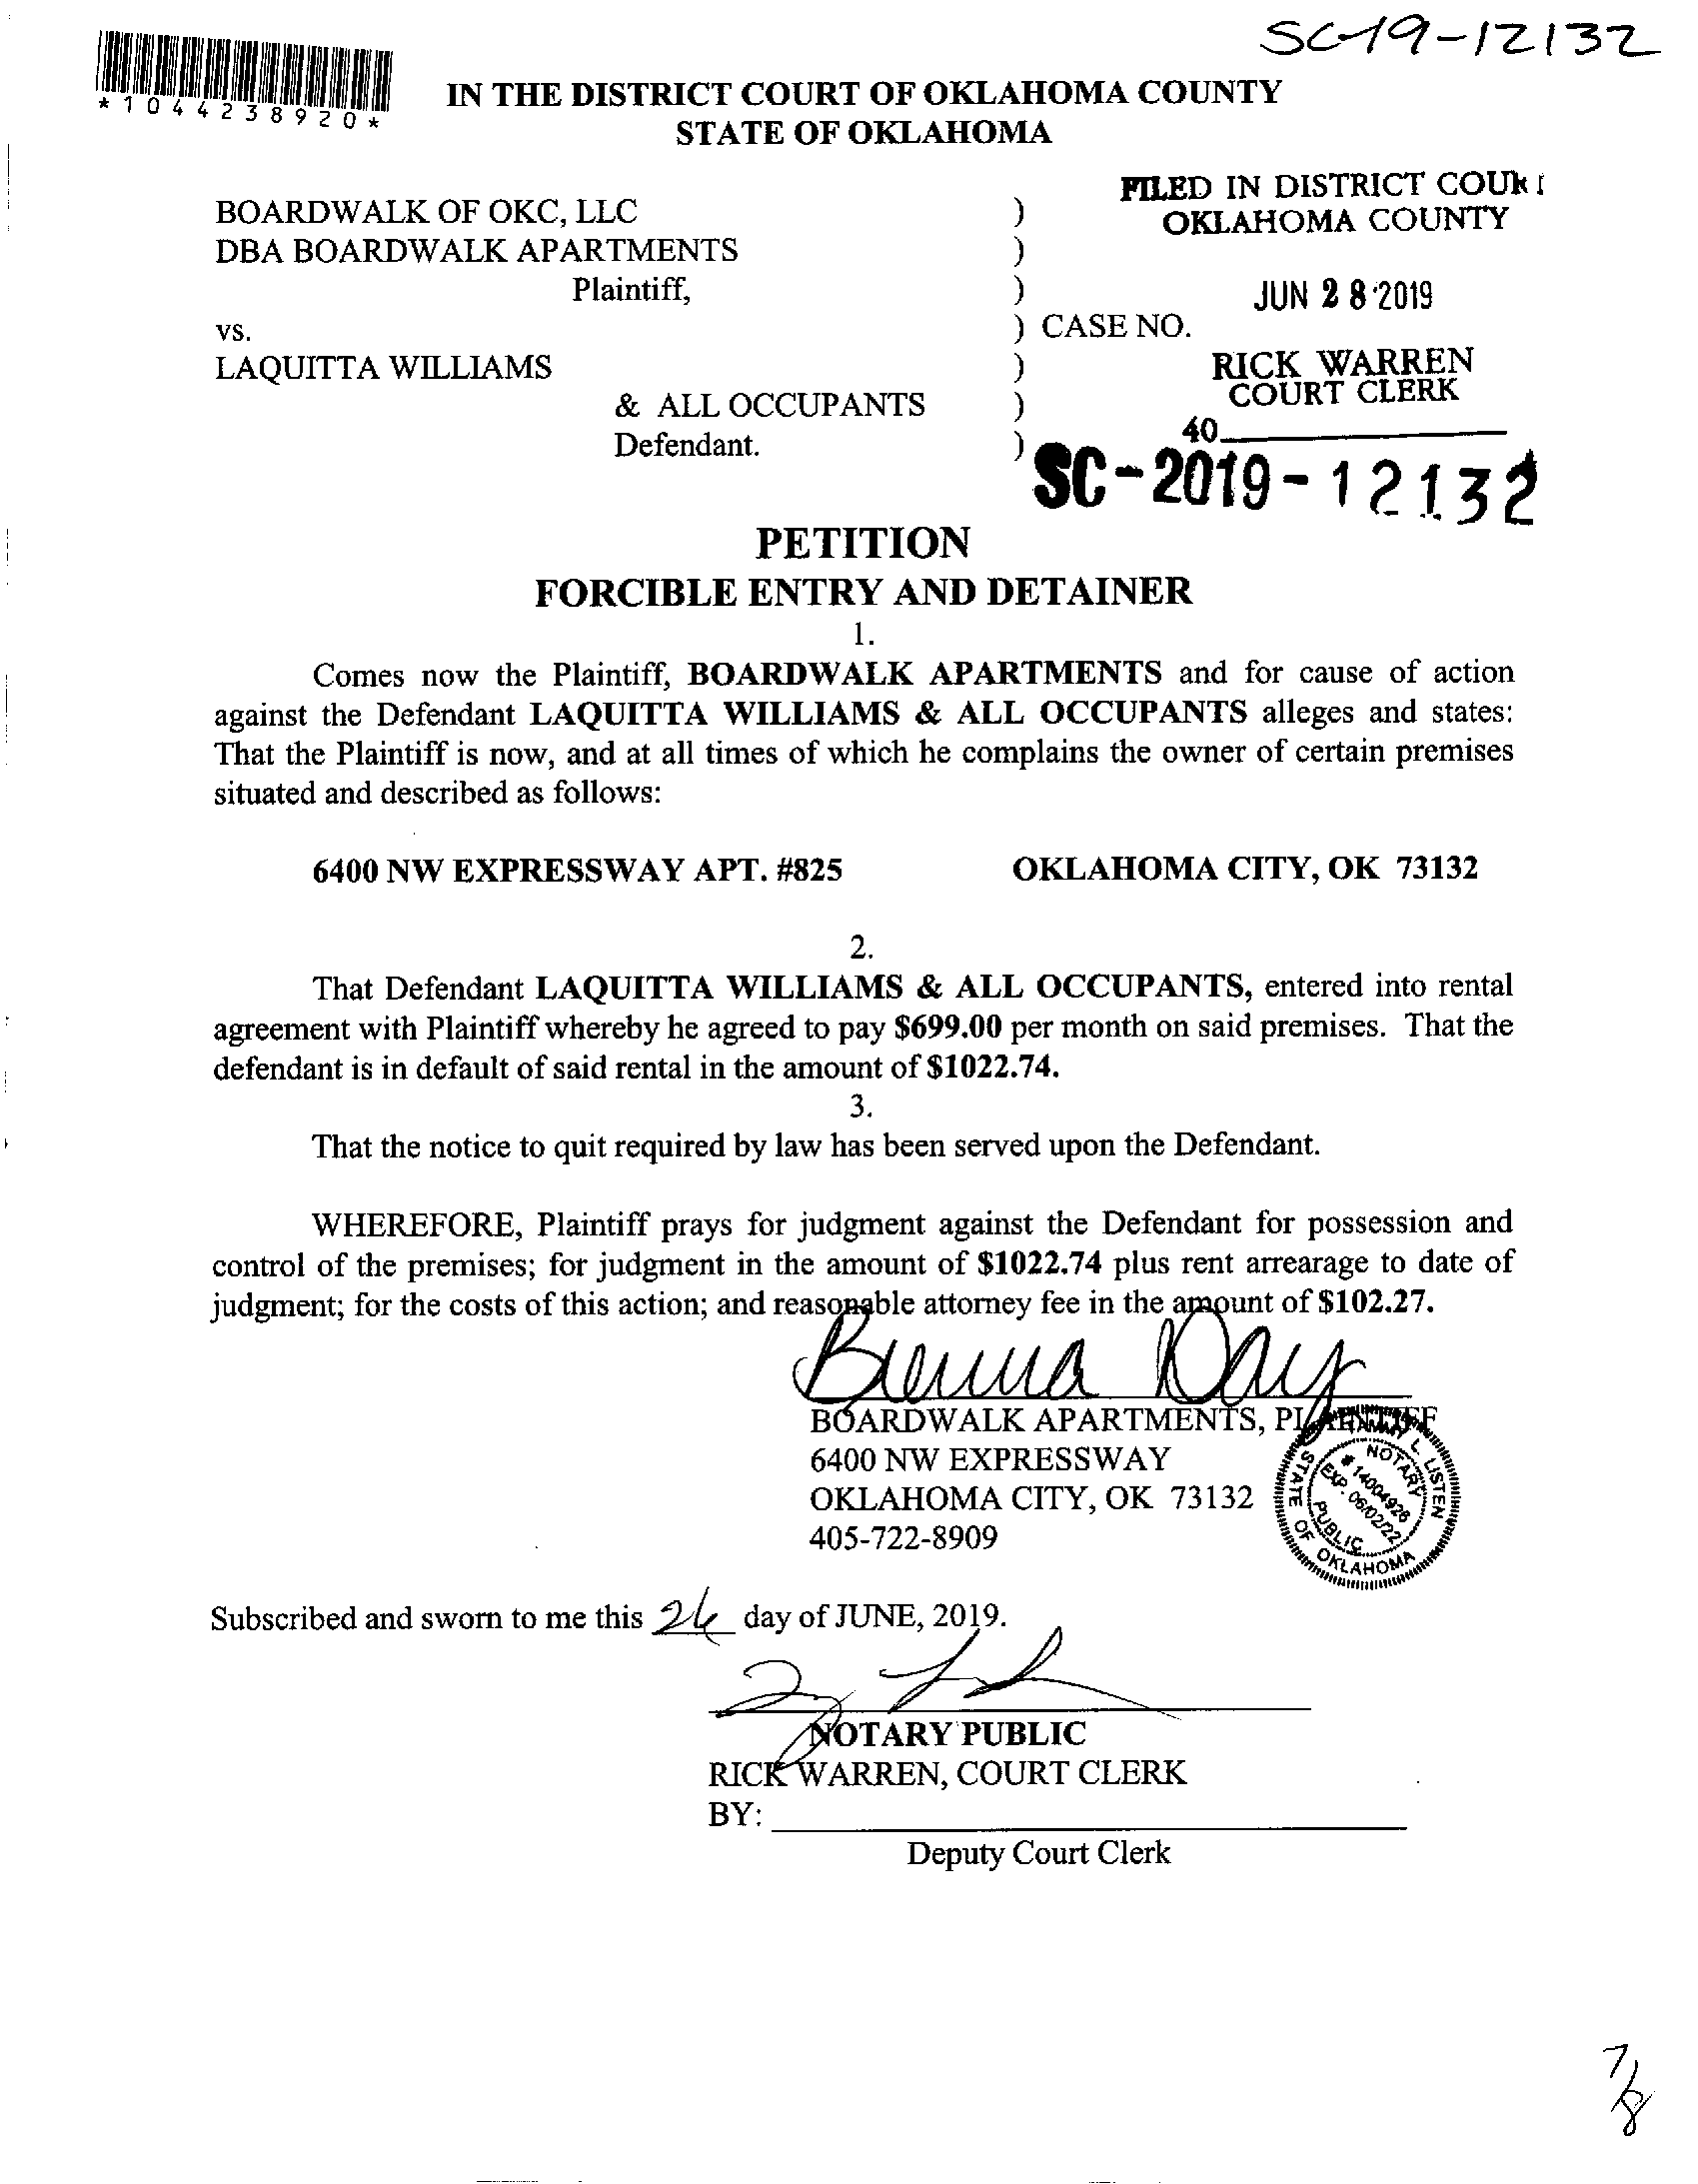 SC-19-12132
*1044238920*
IN THE DISTRICT COURT OF OKLAHOMA COUNTY
STATE OF OKLAHOMA
FILED IN DISTRICT COURT
OKLAHOMA COUNTY
BOARDWALK OF OKC, LLC )
DBA BOARDWALK APARTMENTS )
Plaintiff, )
JUN 28 2019
vs. ) CASE NO.
LAQUITTA WILLIAMS )
RICK WARREN
COURT CLERK
& ALL OCCUPANTS )
40
Defendant. )
SC-2019-12132
PETITION
FORCIBLE ENTRY AND DETAINER
1.
Comes now the Plaintiff, BOARDWALK APARTMENTS and for cause of action
against the Defendant LAQUITTA WILLIAMS & ALL OCCUPANTS alleges and states:
That the Plaintiff is now, and at all times of which he complains the owner of certain premises
situated and described as follows:
6400 NW EXPRESSWAY APT. #825 OKLAHOMA CITY, OK 73132
2.
That Defendant LAQUITTA WILLIAMS & ALL OCCUPANTS, entered into rental
agreement with Plaintiff whereby he agreed to pay $699.00 per month on said premises. That the
defendant is in default of said rental in the amount of $1022.74.
3.
That the notice to quit required by law has been served upon the Defendant.
WHEREFORE, Plaintiff prays for judgment against the Defendant for possession and
control of the premises; for judgment in the amount of $1022.74 plus rent arrearage to date of
judgment; for the costs of this action; and reasonable attorney fee in the amount of $102.27.
Day
BOARDWALK APARTMENTS, PLAINTIFF
6400 NW EXPRESSWAY
OKLAHOMA CITY, OK 73132
405-722-8909
L. LISTEN
NOTARY
# 14004926
EXP. 06/02/22
PUBLIC
STATE OF OKLAHOMA
Subscribed and sworn to me this 26 day of JUNE, 2019.
NOTARY PUBLIC
RICK WARREN, COURT CLERK
BY:
Deputy Court Clerk
7/8